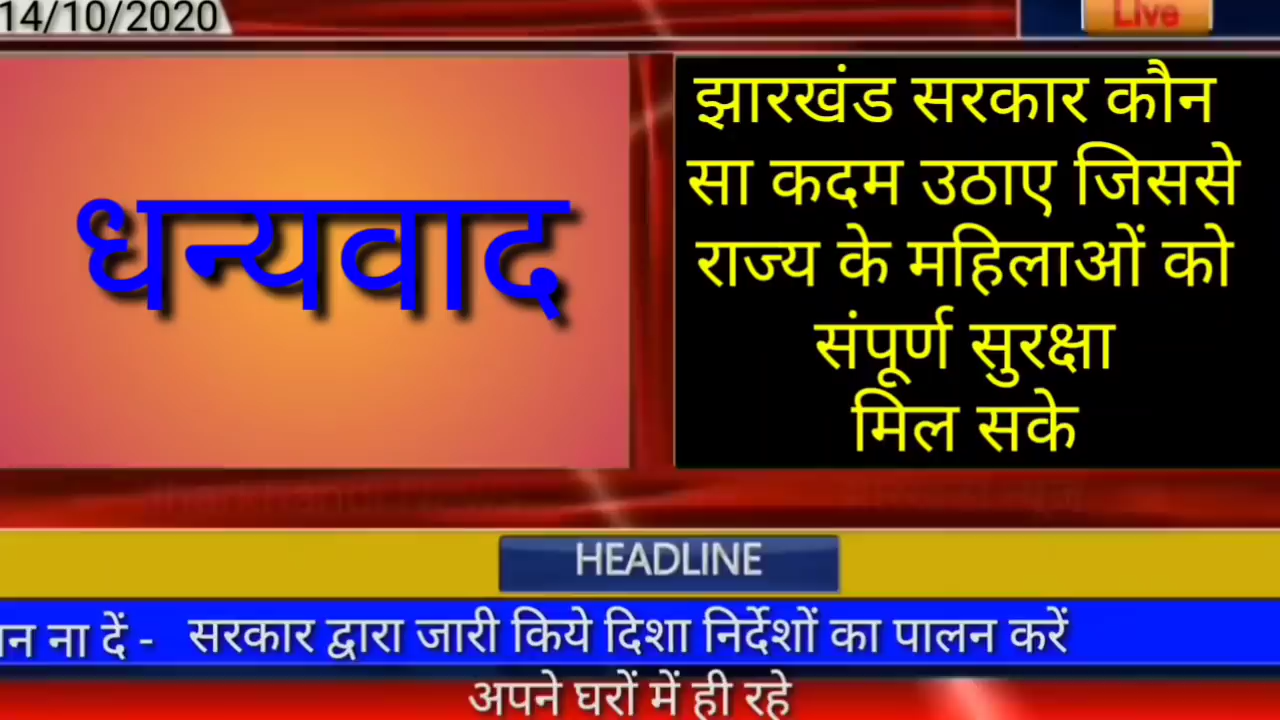 14/10/2020
Live
धन्यवाद
झारखंड सरकार कौन
सा कदम उठाए जिससे
राज्य के महिलाओं को
संपूर्ण सुरक्षा
मिल सके
HEADLINE
ना दें - सरकार द्वारा जारी किये दिशा निर्देशों का पालन करें
अपने घरों में ही रहे